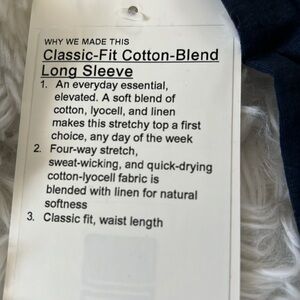 WHY WE MADE THIS
Classic-Fit Cotton-Blend
Long Sleeve
1. An everyday essential,
elevated. A soft blend of
cotton, lyocell, and linen
makes this stretchy top a first
choice, any day of the week
2. Four-way stretch,
sweat-wicking, and quick-drying
cotton-lyocell fabric is
blended with linen for natural
softness
3. Classic fit, waist length